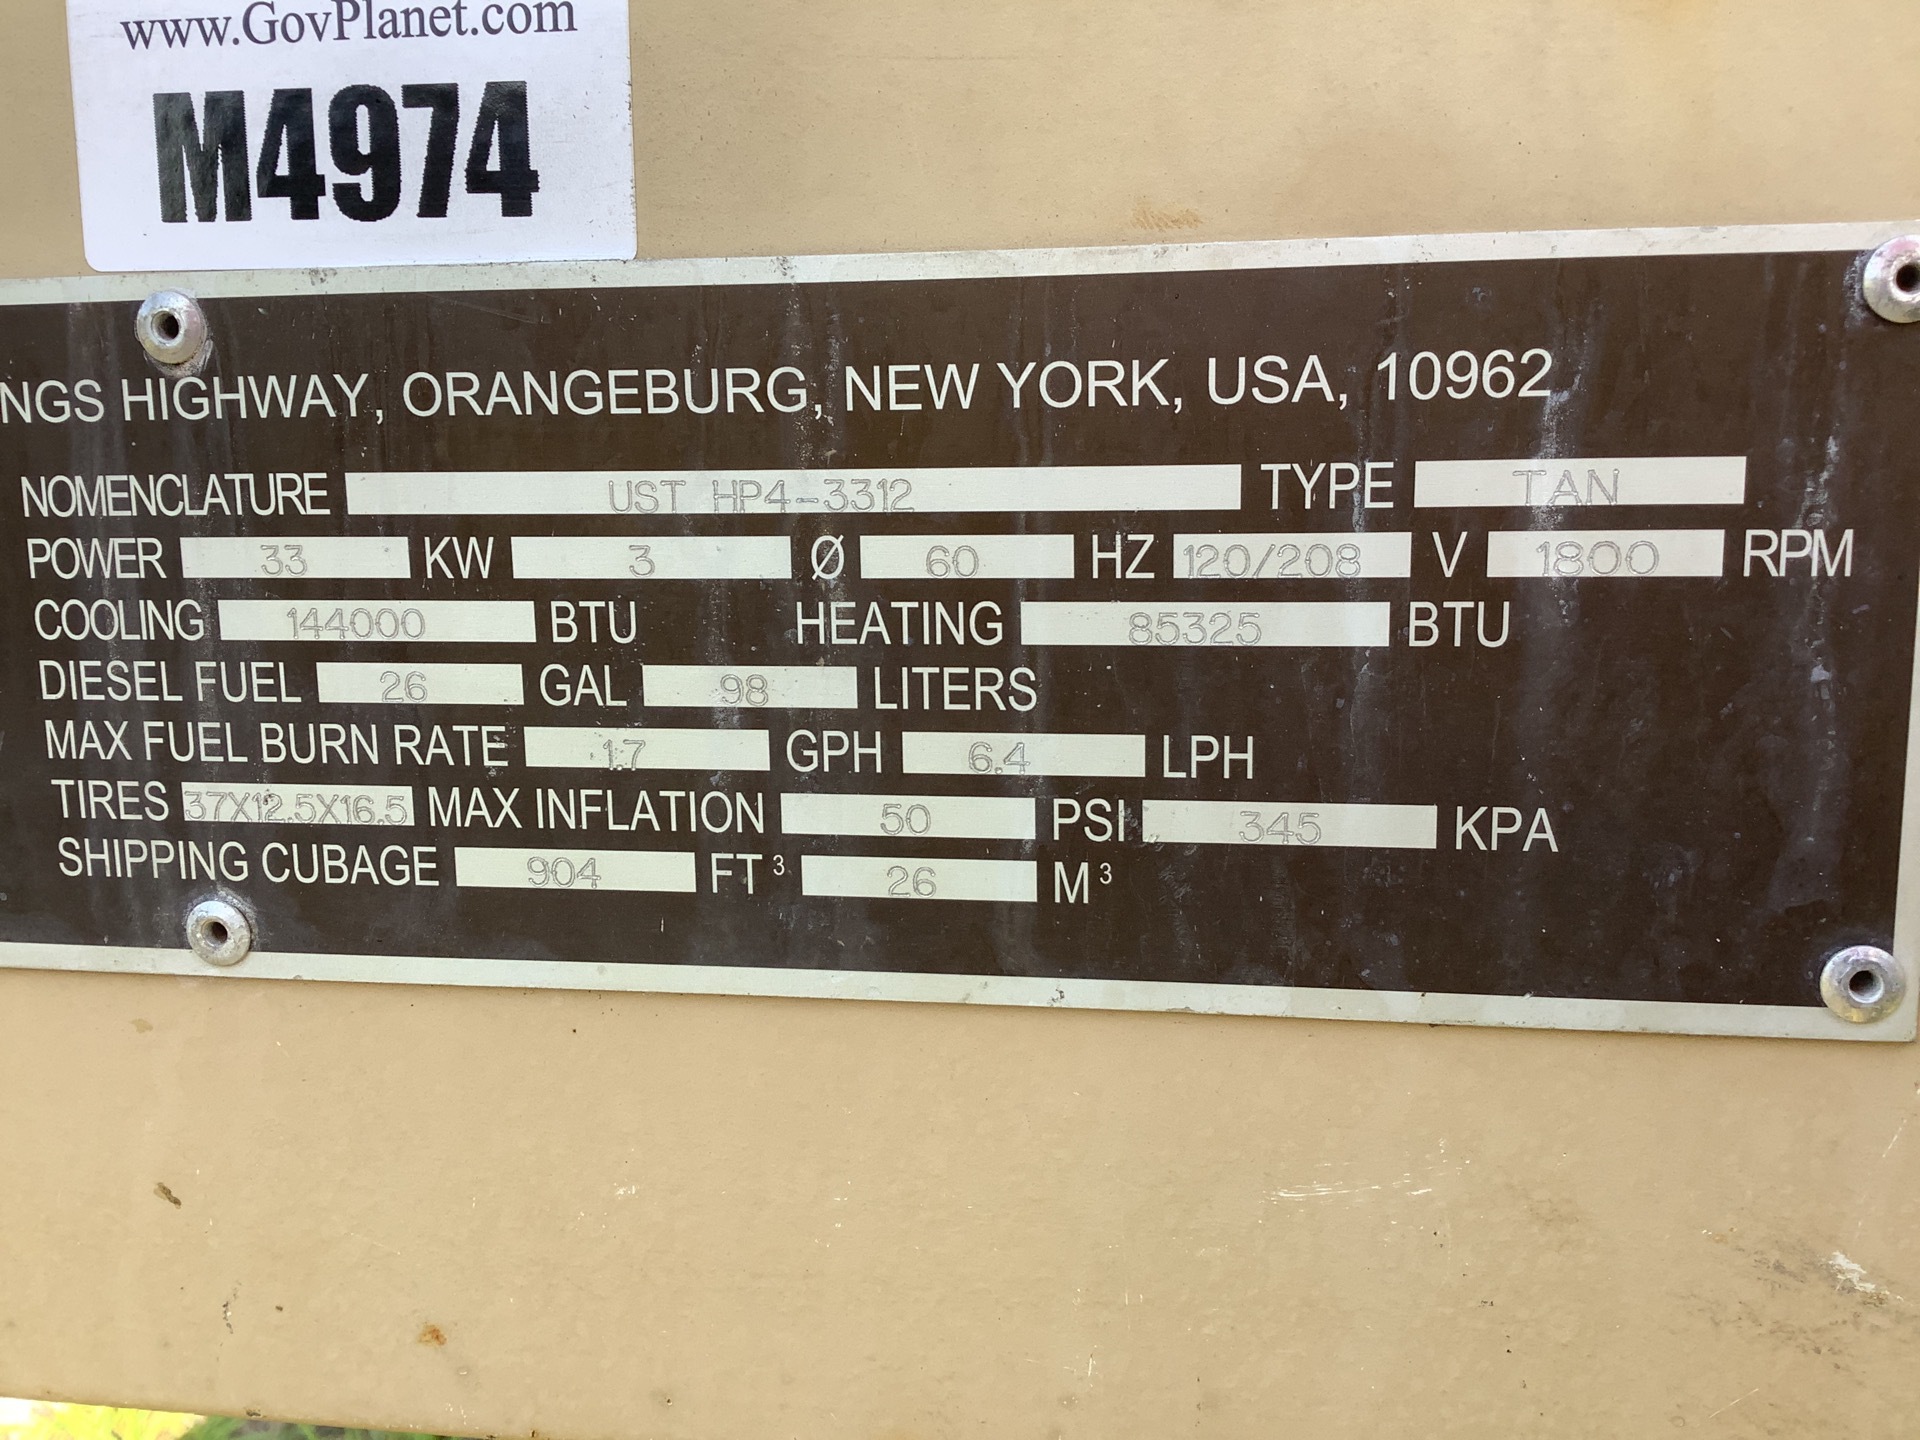 www.GovPlanet.com
M4974
NGS HIGHWAY, ORANGEBURG, NEW YORK, USA, 10962
NOMENCLATURE UST HP4-3312 TYPE TAN
POWER 33 KW 3 Ø 60 HZ 120/208 V 1800 RPM
COOLING 144000 BTU HEATING 85325 BTU
DIESEL FUEL 26 GAL 98 LITERS
MAX FUEL BURN RATE 1.7 GPH 6.4 LPH
TIRES 37X12.5X16.5 MAX INFLATION 50 PSI 345 KPA
SHIPPING CUBAGE 904 FT³ 26 M³